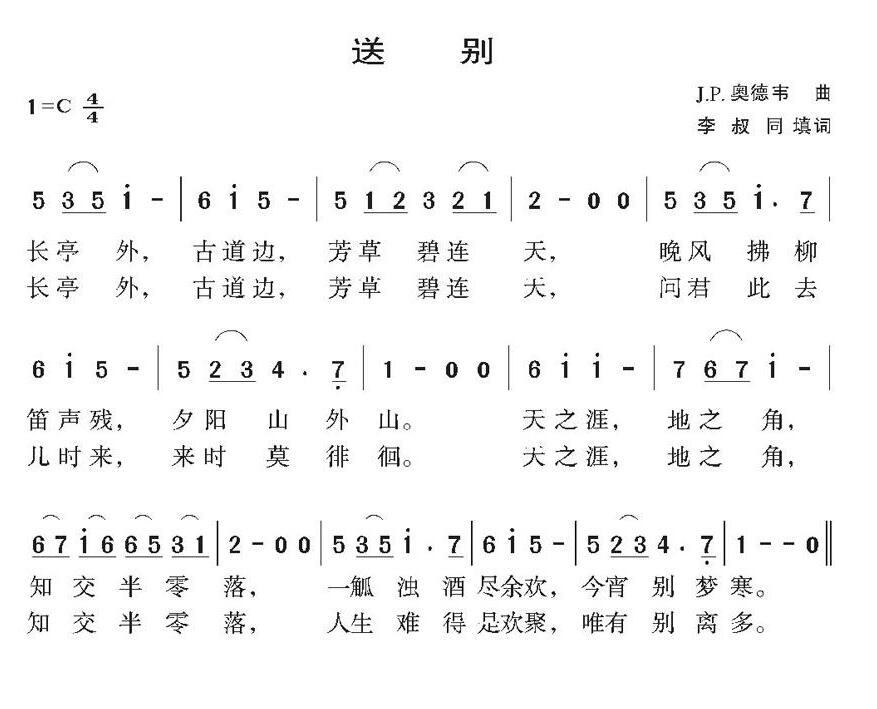 送 别
1=C 4/4
J.P.奥德韦 曲
李 叔 同 填词
5 3 5 i - | 6 i 5 - | 5 1 2 3 2 1 | 2 - 0 0 | 5 3 5 i . 7 |
长亭 外， 古道边， 芳草 碧连 天， 晚风 拂柳
长亭 外， 古道边， 芳草 碧连 天， 问君 此去
6 i 5 - | 5 2 3 4 . 7 | 1 - 0 0 | 6 i i - | 7 6 7 i - |
笛声残， 夕阳 山 外 山。 天之涯， 地之 角，
儿时来， 来时 莫 徘 徊。 天之涯， 地之 角，
6 7 i 6 6 5 3 1 | 2 - 0 0 | 5 3 5 i . 7 | 6 i 5 - | 5 2 3 4 . 7 | 1 - - 0 ‖
知 交 半 零 落， 一觚 浊 酒 尽余欢， 今宵 别 梦 寒。
知 交 半 零 落， 人生 难 得 是欢聚， 唯有 别 离 多。